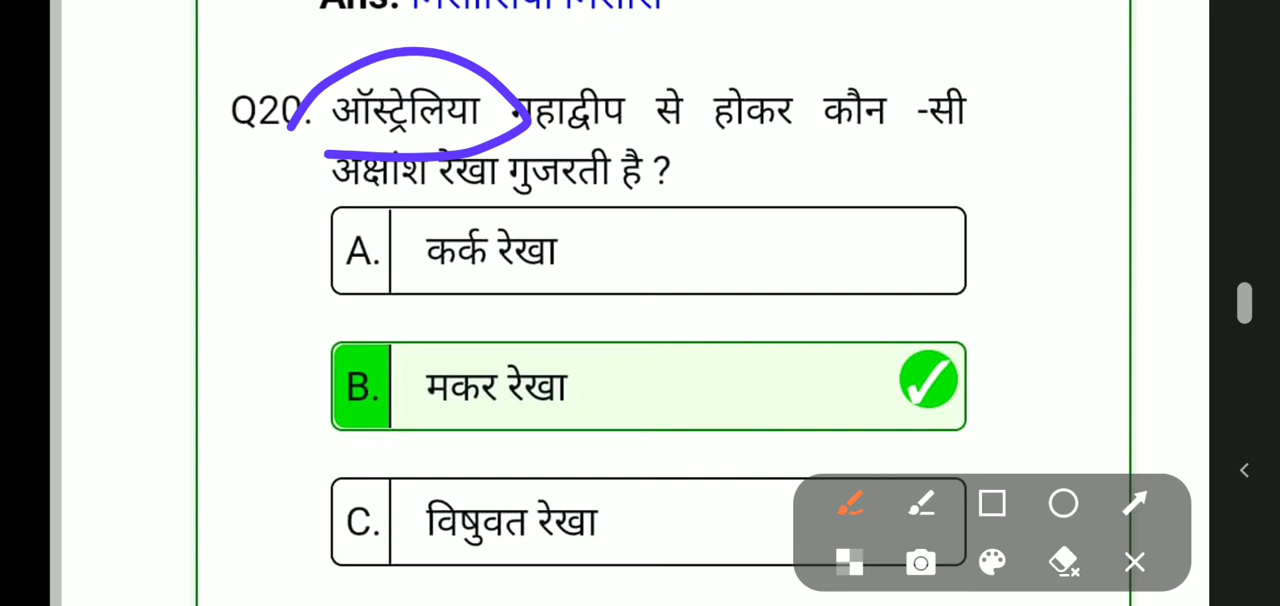 Q20. ऑस्ट्रेलिया महाद्वीप से होकर कौन -सी
अक्षांश रेखा गुजरती है ?
A. कर्क रेखा
B. मकर रेखा
C. विषुवत रेखा